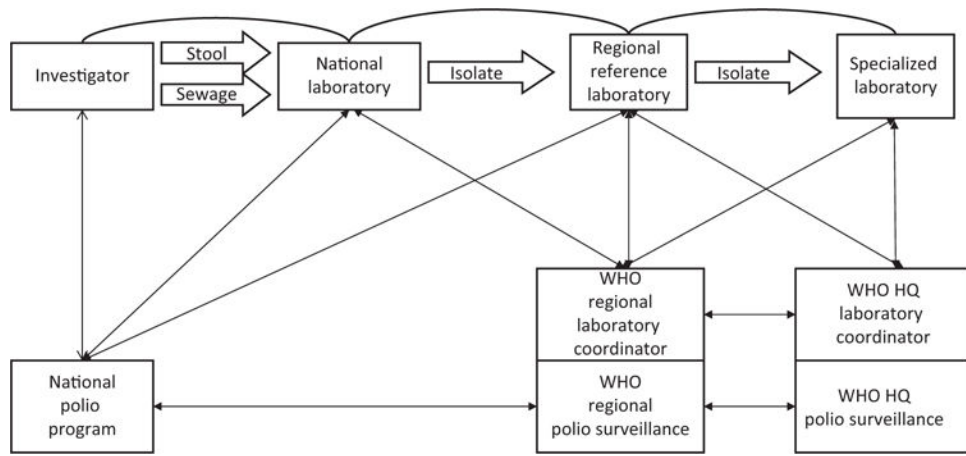 Investigator
Stool
Sewage
National
laboratory
Isolate
Regional
reference
laboratory
Isolate
Specialized
laboratory
WHO
regional
laboratory
coordinator
WHO HQ
laboratory
coordinator
National
polio
program
WHO
regional
polio surveillance
WHO HQ
polio surveillance